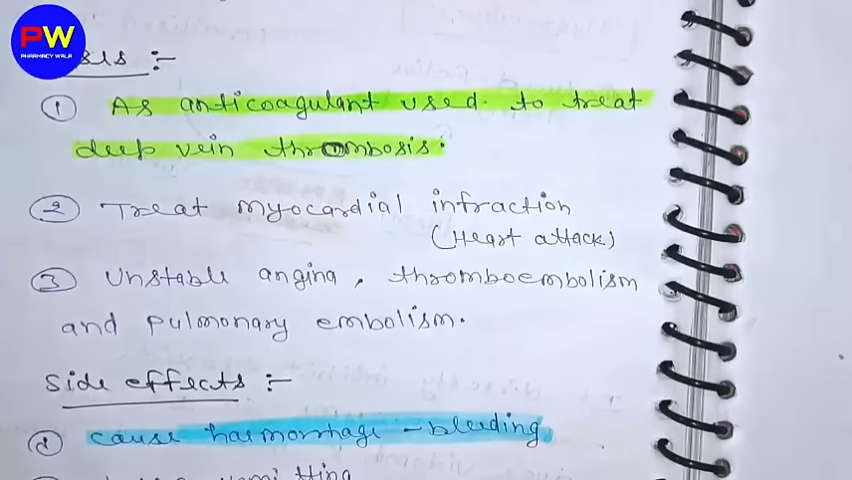 PW
PHARMACY WALA
① As anticoagulant used to treat
deep vein thrombosis.
② Treat myocardial infraction
(Heart attack)
③ Unstable angina, thromboembolism
and pulmonary embolism.
Side effects :-
① cause haemorrhage - bleeding